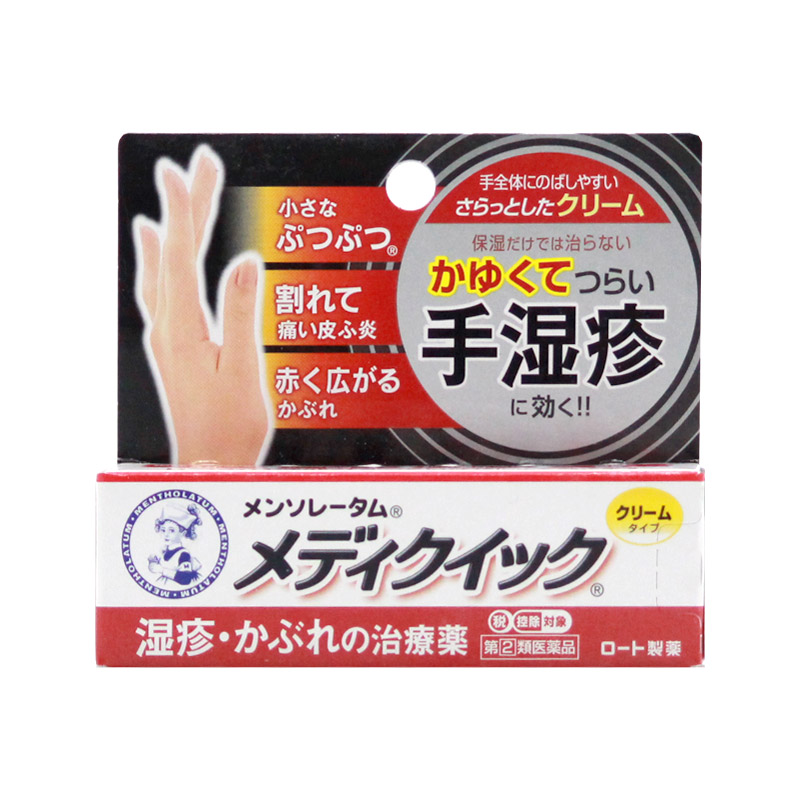 小さな
ぷつぷつ®
割れて
痛い皮ふ炎
赤く広がる
かぶれ
手全体にのばしやすい
さらっとしたクリーム
保湿だけでは治らない
かゆくてつらい
手湿疹
に効く!!
MENTHOLATUM・MENTHOLATUM・MENTHOLATUM・
メンソレータム®
メディクイック®
クリーム
タイプ
湿疹・かぶれの治療薬
税 控除 対象
第②類医薬品
ロート製薬